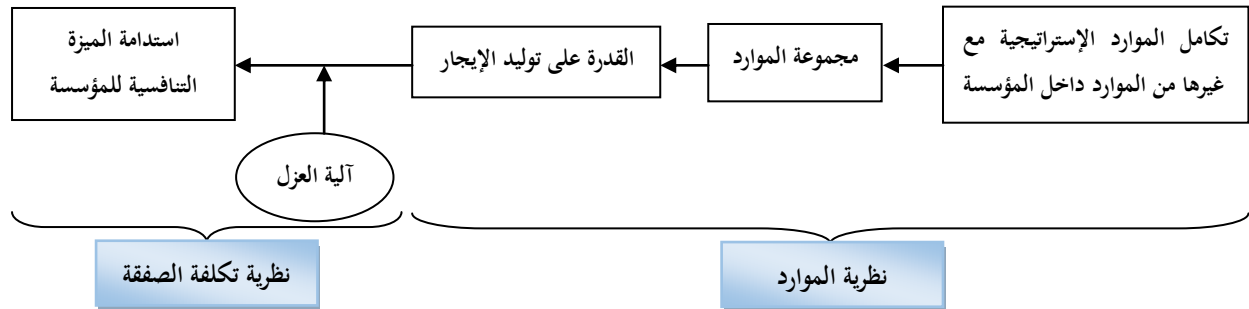 تكامل الموارد الإستراتيجية مع
غيرها من الموارد داخل المؤسسة
مجموعة الموارد
القدرة على توليد الإيجار
استدامة الميزة
التنافسية للمؤسسة
آلية العزل
نظرية الموارد
نظرية تكلفة الصفقة